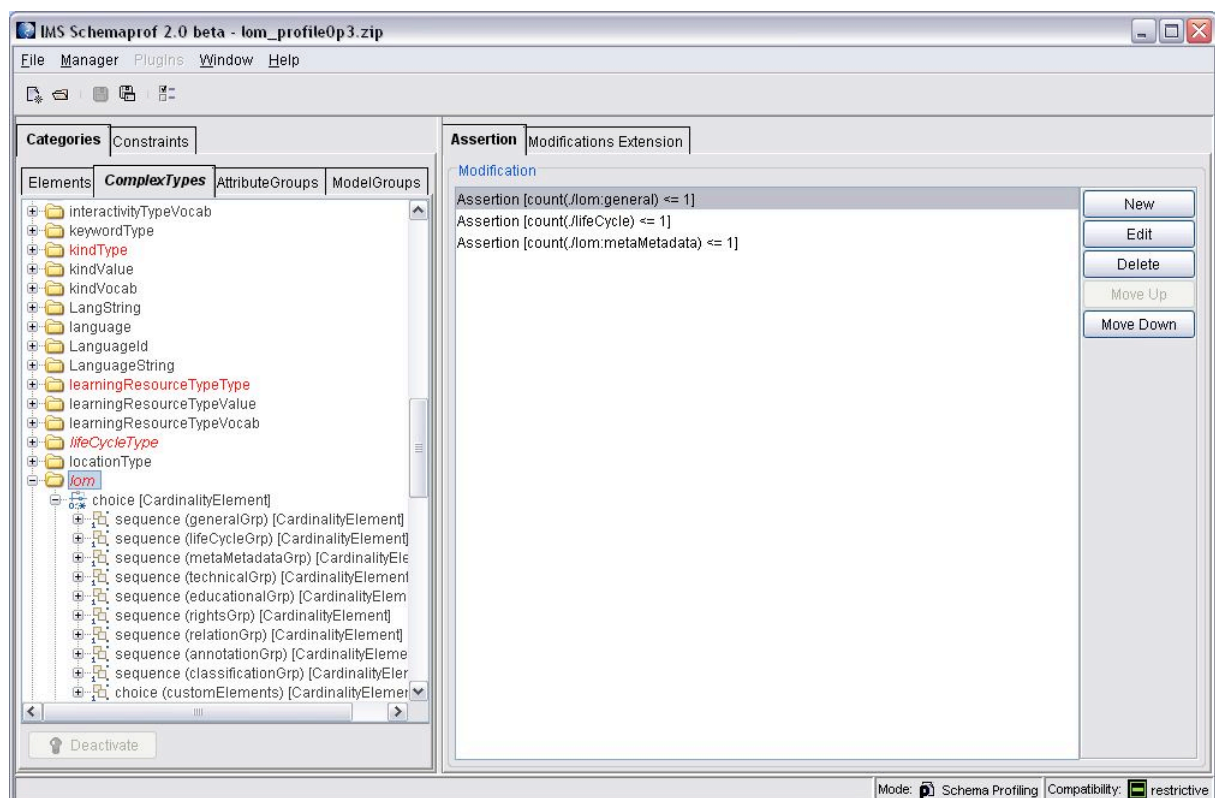 IMS Schemaprof 2.0 beta - lom_profile0p3.zip
File Manager Plugins Window Help
Categories Constraints
Elements ComplexTypes AttributeGroups ModelGroups
interactivityTypeVocab
keywordType
kindType
kindValue
kindVocab
LangString
language
LanguageId
LanguageString
learningResourceTypeType
learningResourceTypeValue
learningResourceTypeVocab
lifeCycleType
locationType
lom
choice [CardinalityElement]
sequence (generalGrp) [CardinalityElement]
sequence (lifeCycleGrp) [CardinalityElement]
sequence (metaMetadataGrp) [CardinalityEle
sequence (technicalGrp) [CardinalityElement
sequence (educationalGrp) [CardinalityElem
sequence (rightsGrp) [CardinalityElement]
sequence (relationGrp) [CardinalityElement]
sequence (annotationGrp) [CardinalityEleme
sequence (classificationGrp) [CardinalityEler
choice (customElements) [CardinalityElemer
Deactivate
Assertion Modifications Extension
Modification
Assertion [count(./lom:general) <= 1]
Assertion [count(./lifeCycle) <= 1]
Assertion [count(./lom:metaMetadata) <= 1]
New
Edit
Delete
Move Up
Move Down
Mode: Schema Profiling Compatibility: restrictive